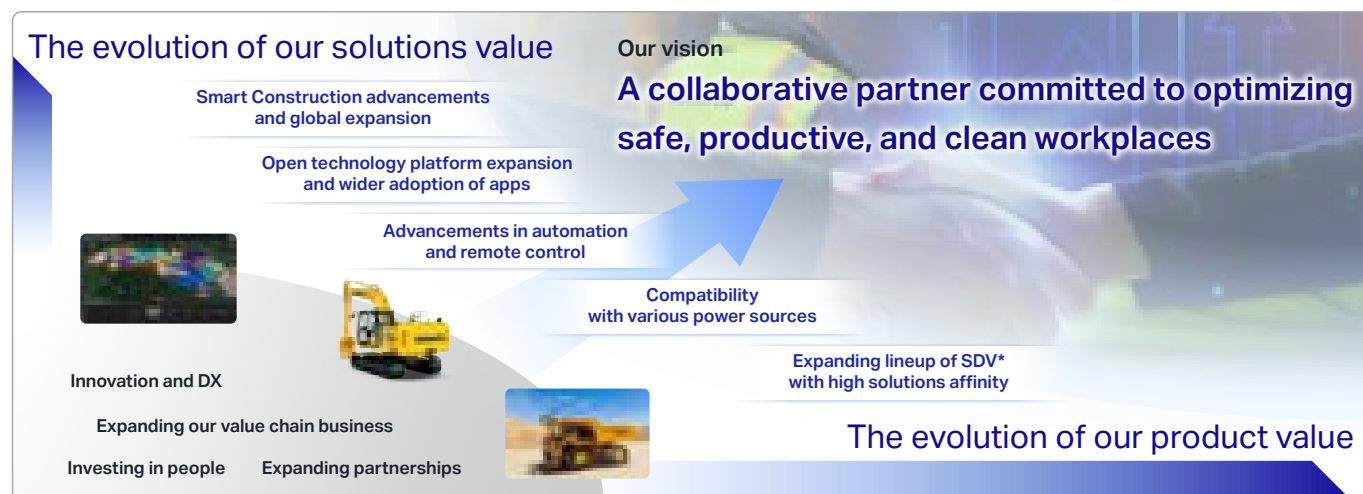 The evolution of our solutions value
Our vision
A collaborative partner committed to optimizing
safe, productive, and clean workplaces
Smart Construction advancements
and global expansion
Open technology platform expansion
and wider adoption of apps
Advancements in automation
and remote control
Compatibility
with various power sources
Expanding lineup of SDV*
with high solutions affinity
Innovation and DX
Expanding our value chain business
Investing in people
Expanding partnerships
The evolution of our product value